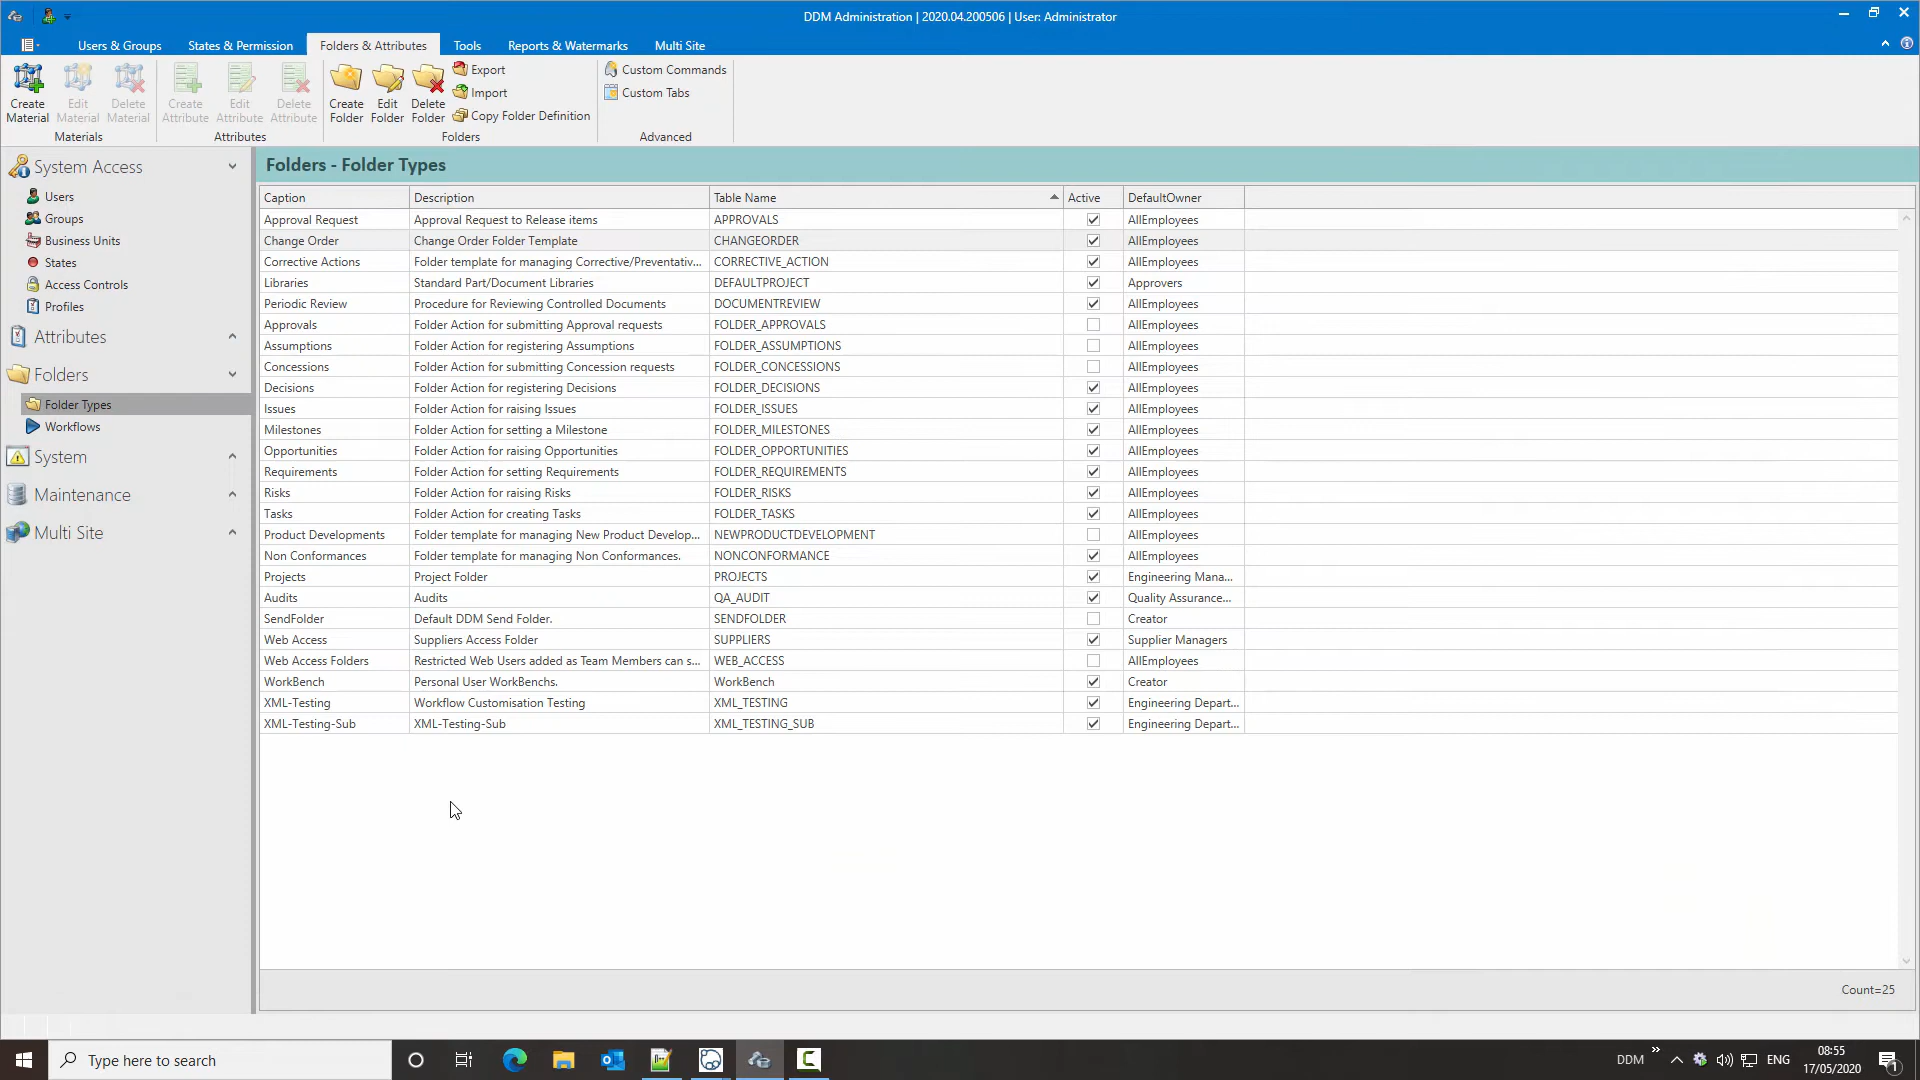 DDM Administration | 2020.04.200506 | User: Administrator
Users & Groups States & Permission Folders & Attributes Tools Reports & Watermarks Multi Site
Create Material
Edit Material
Delete Material
Materials
Create Attribute
Edit Attribute
Delete Attribute
Attributes
Create Folder
Edit Folder
Delete Folder
Export
Import
Copy Folder Definition
Folders
Custom Commands
Custom Tabs
Advanced
System Access
Users
Groups
Business Units
States
Access Controls
Profiles
Attributes
Folders
Folder Types
Workflows
System
Maintenance
Multi Site
Folders - Folder Types
Caption Description Table Name Active DefaultOwner
Approval Request Approval Request to Release items APPROVALS AllEmployees
Change Order Change Order Folder Template CHANGEORDER AllEmployees
Corrective Actions Folder template for managing Corrective/Preventativ... CORRECTIVE_ACTION AllEmployees
Libraries Standard Part/Document Libraries DEFAULTPROJECT Approvers
Periodic Review Procedure for Reviewing Controlled Documents DOCUMENTREVIEW AllEmployees
Approvals Folder Action for submitting Approval requests FOLDER_APPROVALS AllEmployees
Assumptions Folder Action for registering Assumptions FOLDER_ASSUMPTIONS AllEmployees
Concessions Folder Action for submitting Concession requests FOLDER_CONCESSIONS AllEmployees
Decisions Folder Action for registering Decisions FOLDER_DECISIONS AllEmployees
Issues Folder Action for raising Issues FOLDER_ISSUES AllEmployees
Milestones Folder Action for setting a Milestone FOLDER_MILESTONES AllEmployees
Opportunities Folder Action for raising Opportunities FOLDER_OPPORTUNITIES AllEmployees
Requirements Folder Action for setting Requirements FOLDER_REQUIREMENTS AllEmployees
Risks Folder Action for raising Risks FOLDER_RISKS AllEmployees
Tasks Folder Action for creating Tasks FOLDER_TASKS AllEmployees
Product Developments Folder template for managing New Product Develop... NEWPRODUCTDEVELOPMENT AllEmployees
Non Conformances Folder template for managing Non Conformances. NONCONFORMANCE AllEmployees
Projects Project Folder PROJECTS Engineering Mana...
Audits Audits QA_AUDIT Quality Assurance...
SendFolder Default DDM Send Folder. SENDFOLDER Creator
Web Access Suppliers Access Folder SUPPLIERS Supplier Managers
Web Access Folders Restricted Web Users added as Team Members can s... WEB_ACCESS AllEmployees
WorkBench Personal User WorkBenchs. WorkBench Creator
XML-Testing Workflow Customisation Testing XML_TESTING Engineering Depart...
XML-Testing-Sub XML-Testing-Sub XML_TESTING_SUB Engineering Depart...
Count=25
Type here to search
DDM
ENG
08:55
17/05/2020
1